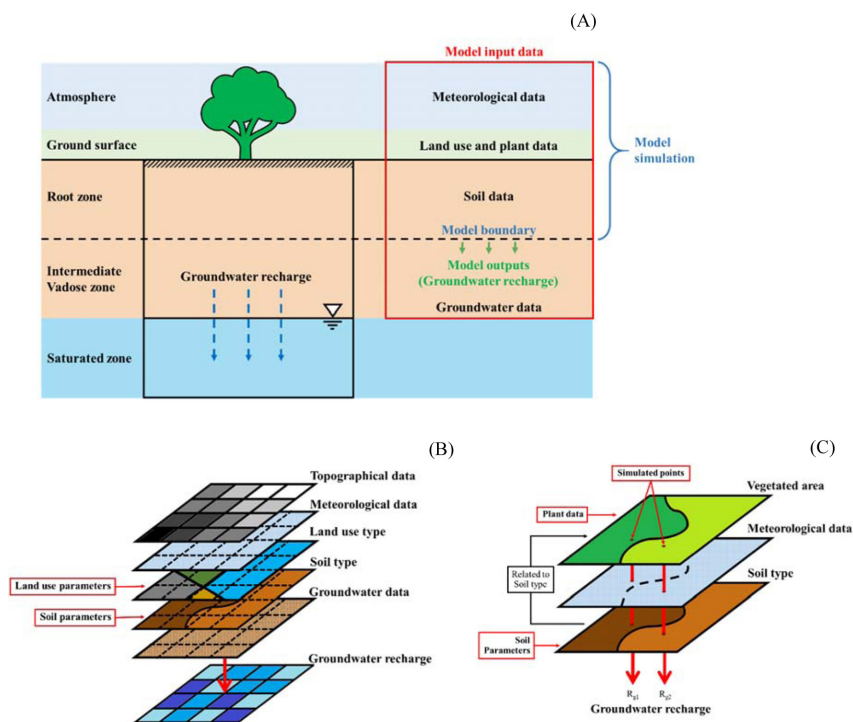 (A)
Model input data
Atmosphere
Meteorological data
Ground surface
Land use and plant data
Model
simulation
Root zone
Soil data
Model boundary
Intermediate
Vadose zone
Groundwater recharge
Model outputs
(Groundwater recharge)
Groundwater data
Saturated zone
(B)
Topographical data
Meteorological data
Land use type
Soil type
Land use parameters
Groundwater data
Soil parameters
Groundwater recharge
(C)
Simulated points
Vegetated area
Plant data
Meteorological data
Related to
Soil type
Soil type
Soil
Parameters
Rg1 Rg2
Groundwater recharge